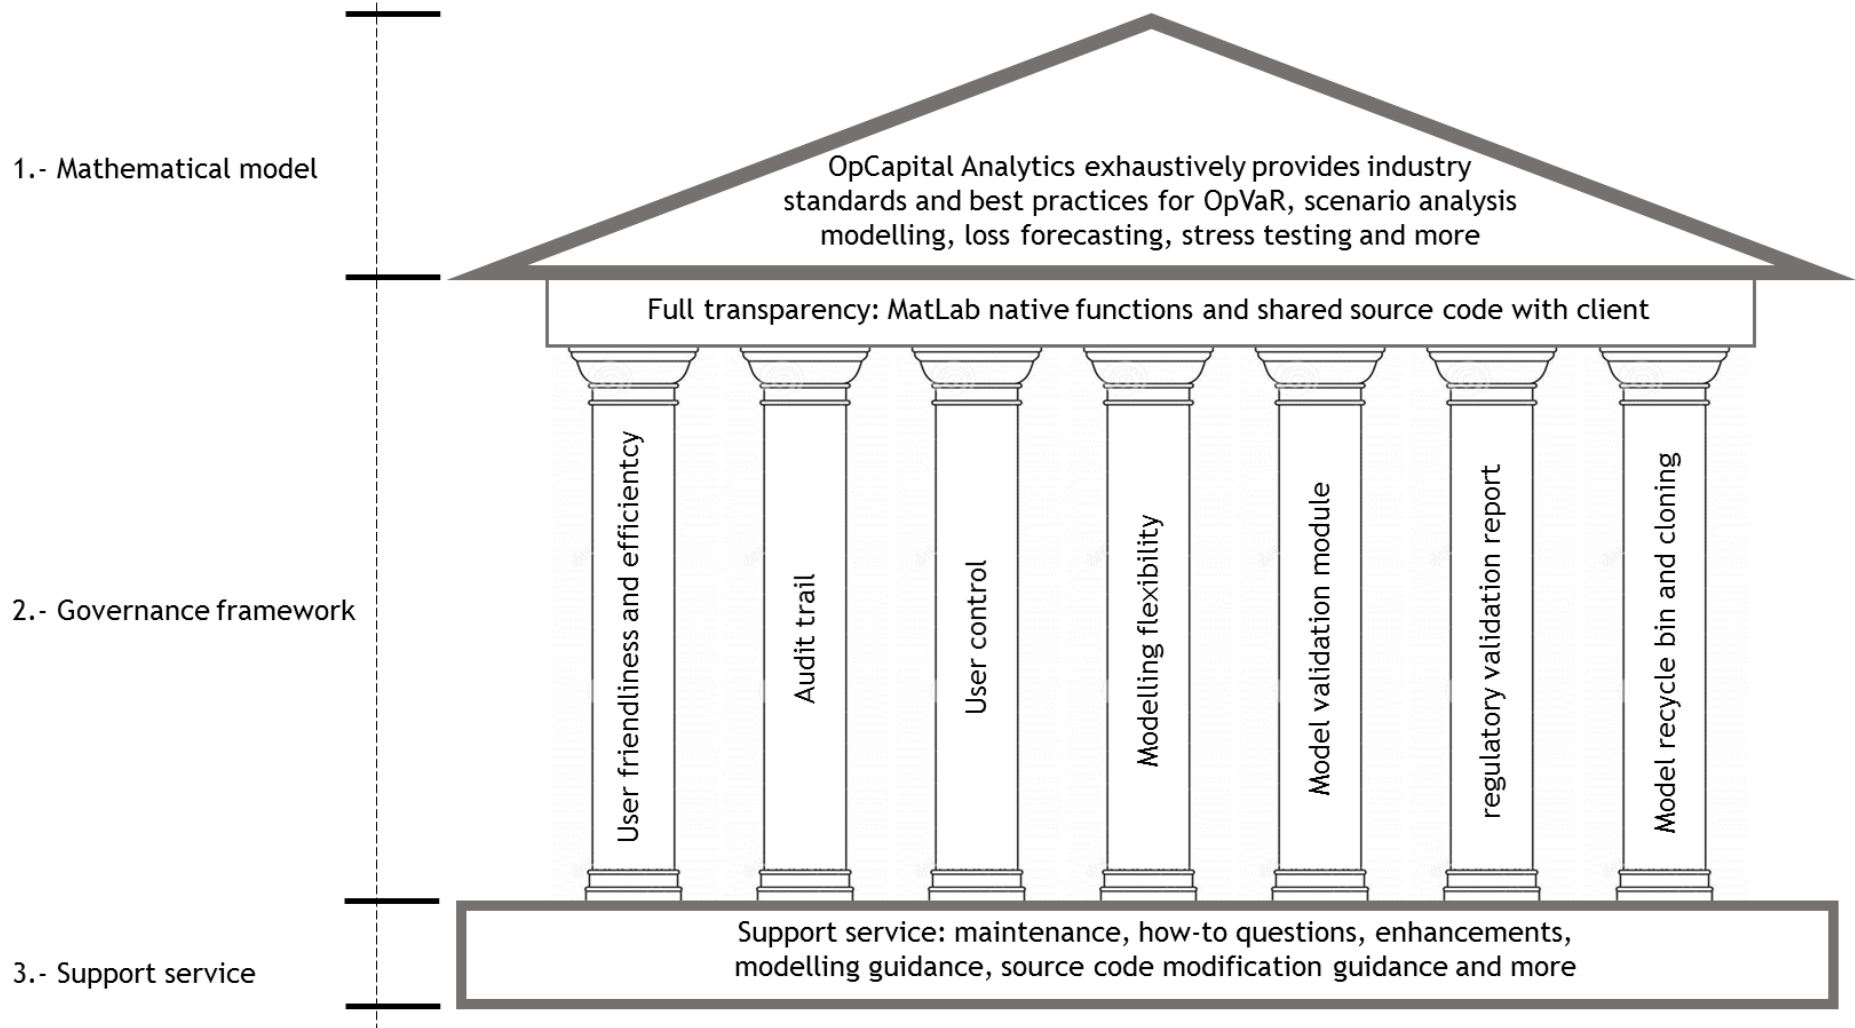 1.- Mathematical model
OpCapital Analytics exhaustively provides industry
standards and best practices for OpVaR, scenario analysis
modelling, loss forecasting, stress testing and more
Full transparency: MatLab native functions and shared source code with client
2.- Governance framework
User friendliness and efficientcy
Audit trail
User control
Modelling flexibility
Model validation module
regulatory validation report
Model recycle bin and cloning
3.- Support service
Support service: maintenance, how-to questions, enhancements,
modelling guidance, source code modification guidance and more